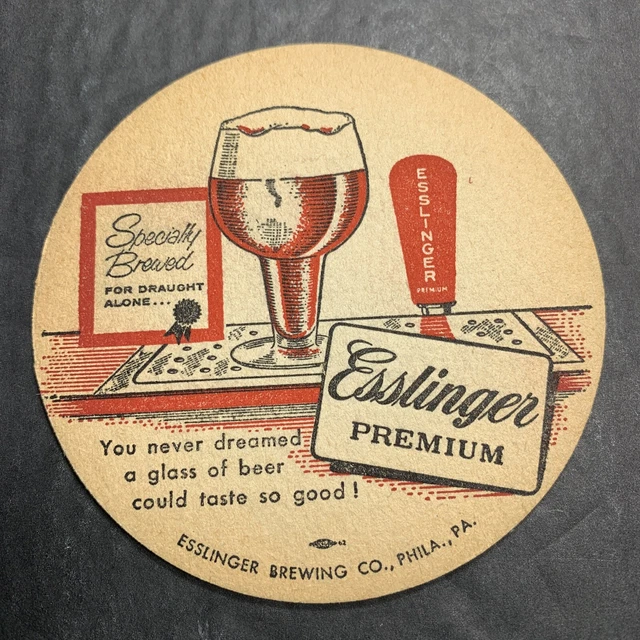 Specially
Brewed
FOR DRAUGHT
ALONE...
ESSLINGER
PREMIUM
Esslinger
PREMIUM
You never dreamed
a glass of beer
could taste so good!
62
ESSLINGER BREWING CO., PHILA., PA.